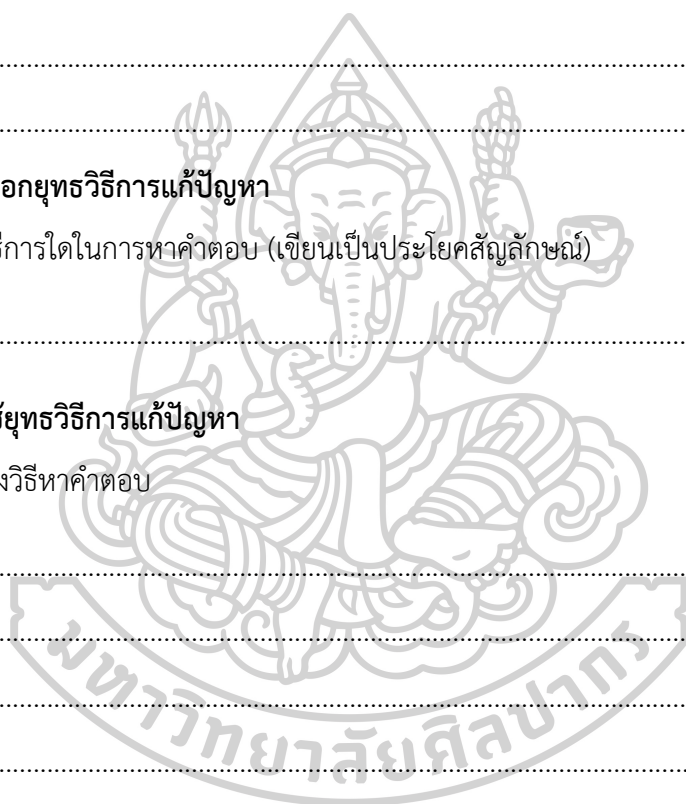 ................................................................................
................................................................................
อกยุทธวิธีการแก้ปัญหา
ธีการใดในการหาคำตอบ (เขียนเป็นประโยคสัญลักษณ์)
................................................................................
ช้ยุทธวิธีการแก้ปัญหา
งวิธีหาคำตอบ
................................................................................
................................................................................
................................................................................
................................................................................
มหาวิทยาลัยศิลปากร